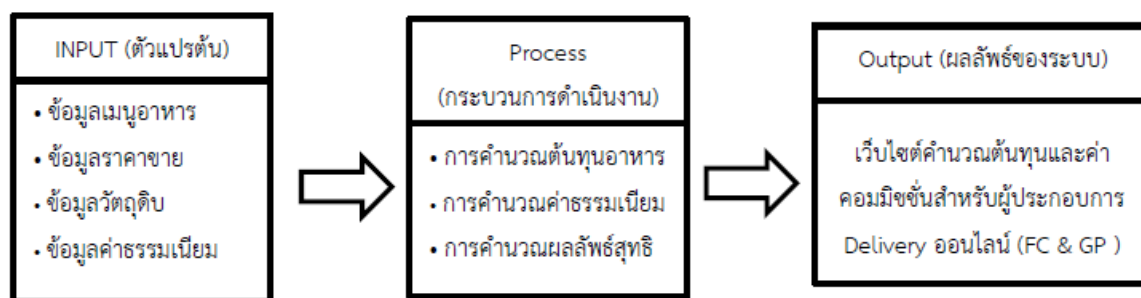 INPUT (ตัวแปรต้น)
• ข้อมูลเมนูอาหาร
• ข้อมูลราคาขาย
• ข้อมูลวัตถุดิบ
• ข้อมูลค่าธรรมเนียม
Process
(กระบวนการดำเนินงาน)
• การคำนวณต้นทุนอาหาร
• การคำนวณค่าธรรมเนียม
• การคำนวณผลลัพธ์สุทธิ
Output (ผลลัพธ์ของระบบ)
เว็บไซต์คำนวณต้นทุนและค่า
คอมมิชชั่นสำหรับผู้ประกอบการ
Delivery ออนไลน์ (FC & GP )